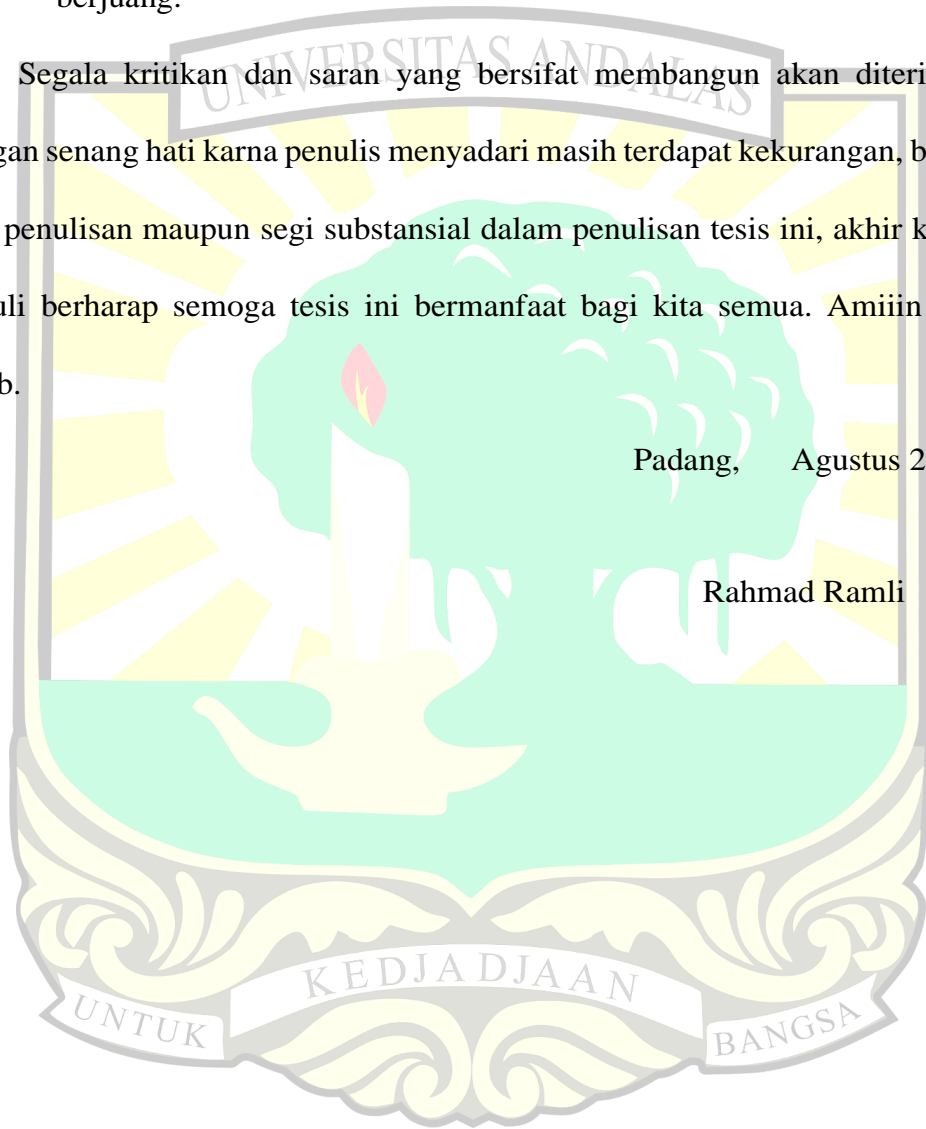 berjuang.
UNIVERSITAS ANDALAS
Segala kritikan dan saran yang bersifat membangun akan diteri
gan senang hati karna penulis menyadari masih terdapat kekurangan, b
penulisan maupun segi substansial dalam penulisan tesis ini, akhir k
uli berharap semoga tesis ini bermanfaat bagi kita semua. Amiiin
b.
Padang, Agustus 2
Rahmad Ramli
UNTUK KEDJADJAAN BANGSA